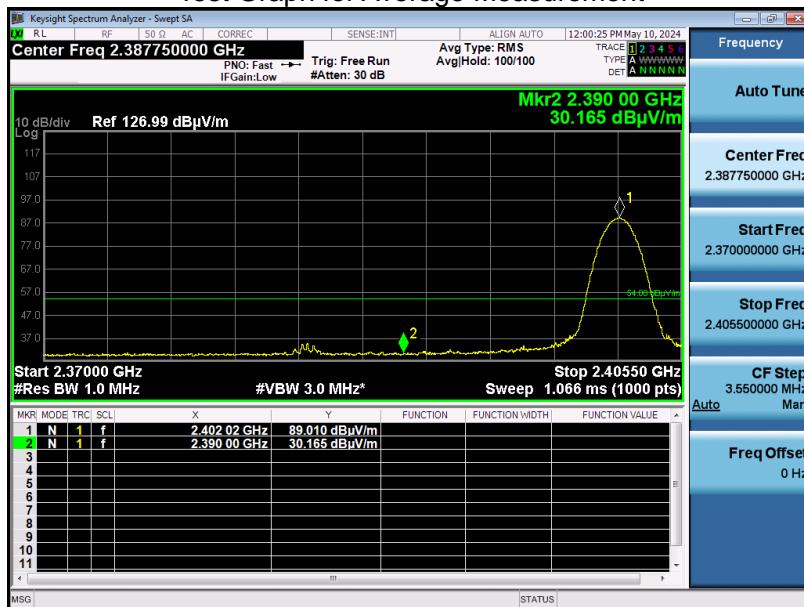 Test Graph for Average Measurement
Keysight Spectrum Analyzer - Swept SA
LXI RL RF 50 Ω AC CORREC SENSE:INT ALIGN AUTO 12:00:25 PM May 10, 2024
Center Freq 2.387750000 GHz
PNO: Fast
IFGain:Low
Trig: Free Run
#Atten: 30 dB
Avg Type: RMS
Avg|Hold: 100/100
TRACE 1 2 3 4 5 6
TYPE A WWWWW
DET A N N N N N
Mkr2 2.390 00 GHz
30.165 dBµV/m
10 dB/div Ref 126.99 dBµV/m
Log
117
107
97.0
87.0
77.0
67.0
57.0
47.0
37.0
1
54.00 dBµV/m
2
Start 2.37000 GHz Stop 2.40550 GHz
#Res BW 1.0 MHz #VBW 3.0 MHz* Sweep 1.066 ms (1000 pts)
MKR MODE TRC SCL X Y FUNCTION FUNCTION WIDTH FUNCTION VALUE
1 N 1 f 2.402 02 GHz 89.010 dBµV/m
2 N 1 f 2.390 00 GHz 30.165 dBµV/m
3
4
5
6
7
8
9
10
11
MSG STATUS
Frequency
Auto Tune
Center Freq
2.387750000 GHz
Start Freq
2.370000000 GHz
Stop Freq
2.405500000 GHz
CF Step
3.550000 MHz
Auto Man
Freq Offset
0 Hz